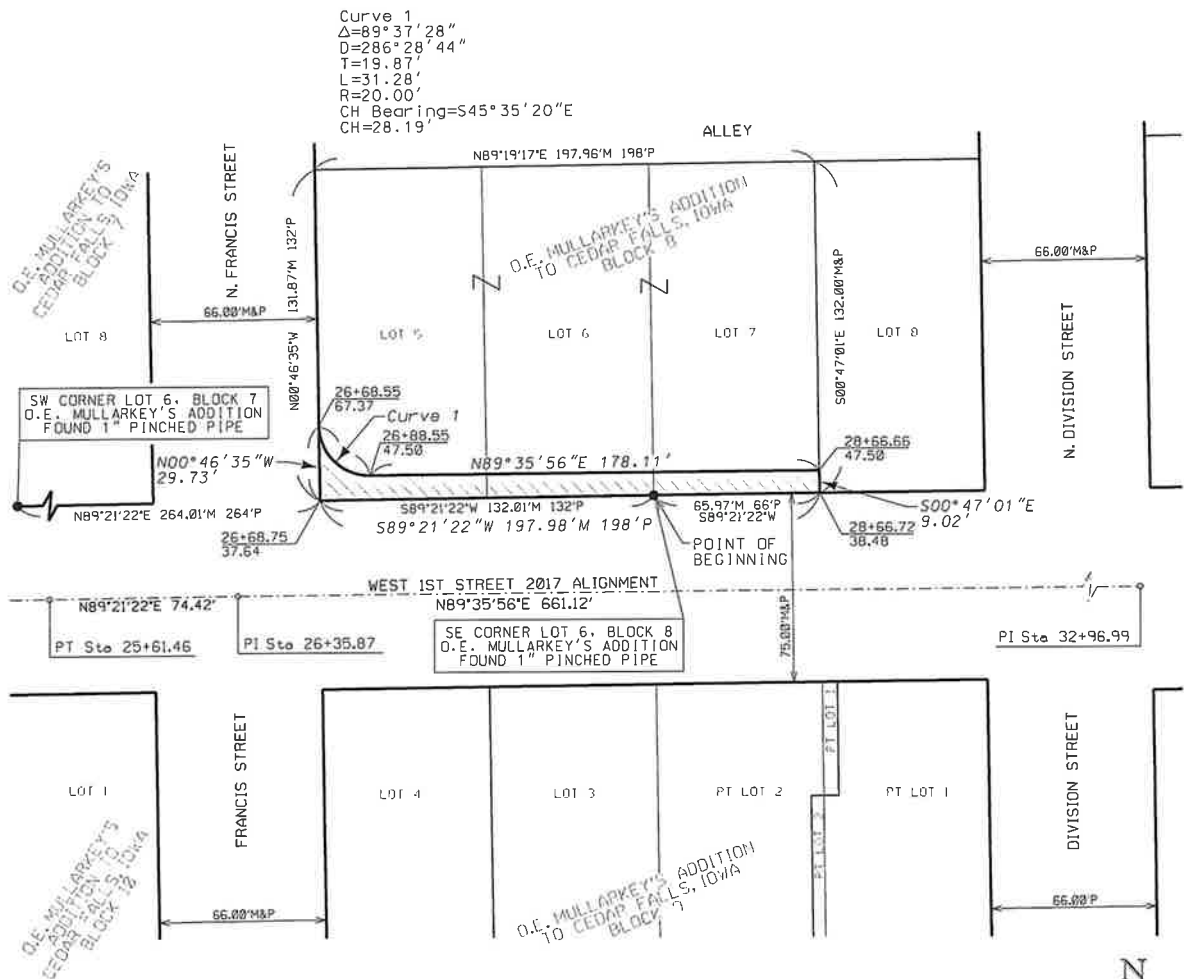 Curve 1
Δ=89°37'28"
D=286°28'44"
T=19.87'
L=31.28'
R=20.00'
CH Bearing=S45°35'20"E
CH=28.19'
ALLEY
N89°19'17"E 197.96'M 198'P
O.E. MULLARKEY'S
ADDITION TO
CEDAR FALLS, IOWA
BLOCK 7
N. FRANCIS STREET
O.E. MULLARKEY'S ADDITION
TO CEDAR FALLS, IOWA
BLOCK 8
66.00'M&P
66.00'M&P
N00°46'35"W 131.87'M 132'P
S00°47'01"E 132.00'M&P
N. DIVISION STREET
LOT 8
LOT 5
LOT 6
LOT 7
LOT 8
SW CORNER LOT 6, BLOCK 7
O.E. MULLARKEY'S ADDITION
FOUND 1" PINCHED PIPE
26+68.55
67.37
Curve 1
26+88.55
47.50
28+66.66
47.50
N00°46'35"W
29.73'
N89°35'56"E 178.11'
S00°47'01"E
9.02'
N89°21'22"E 264.01'M 264'P
S89°21'22"W 132.01'M 132'P
65.97'M 66'P
S89°21'22"W
S89°21'22"W 197.98'M 198'P
26+68.75
37.64
28+66.72
38.48
POINT OF
BEGINNING
WEST 1ST STREET 2017 ALIGNMENT
N89°21'22"E 74.42'
N89°35'56"E 661.12'
75.00'M&P
PT Sta 25+61.46
PI Sta 26+35.87
SE CORNER LOT 6, BLOCK 8
O.E. MULLARKEY'S ADDITION
FOUND 1" PINCHED PIPE
PI Sta 32+96.99
FRANCIS STREET
DIVISION STREET
LOT 1
LOT 4
LOT 3
PT LOT 2
PT LOT 1
PT LOT 1
PT LOT 2
O.E. MULLARKEY'S
ADDITION TO
CEDAR FALLS, IOWA
BLOCK 10
O.E. MULLARKEY'S ADDITION
TO CEDAR FALLS, IOWA
BLOCK
66.00'M&P
66.00'P
N